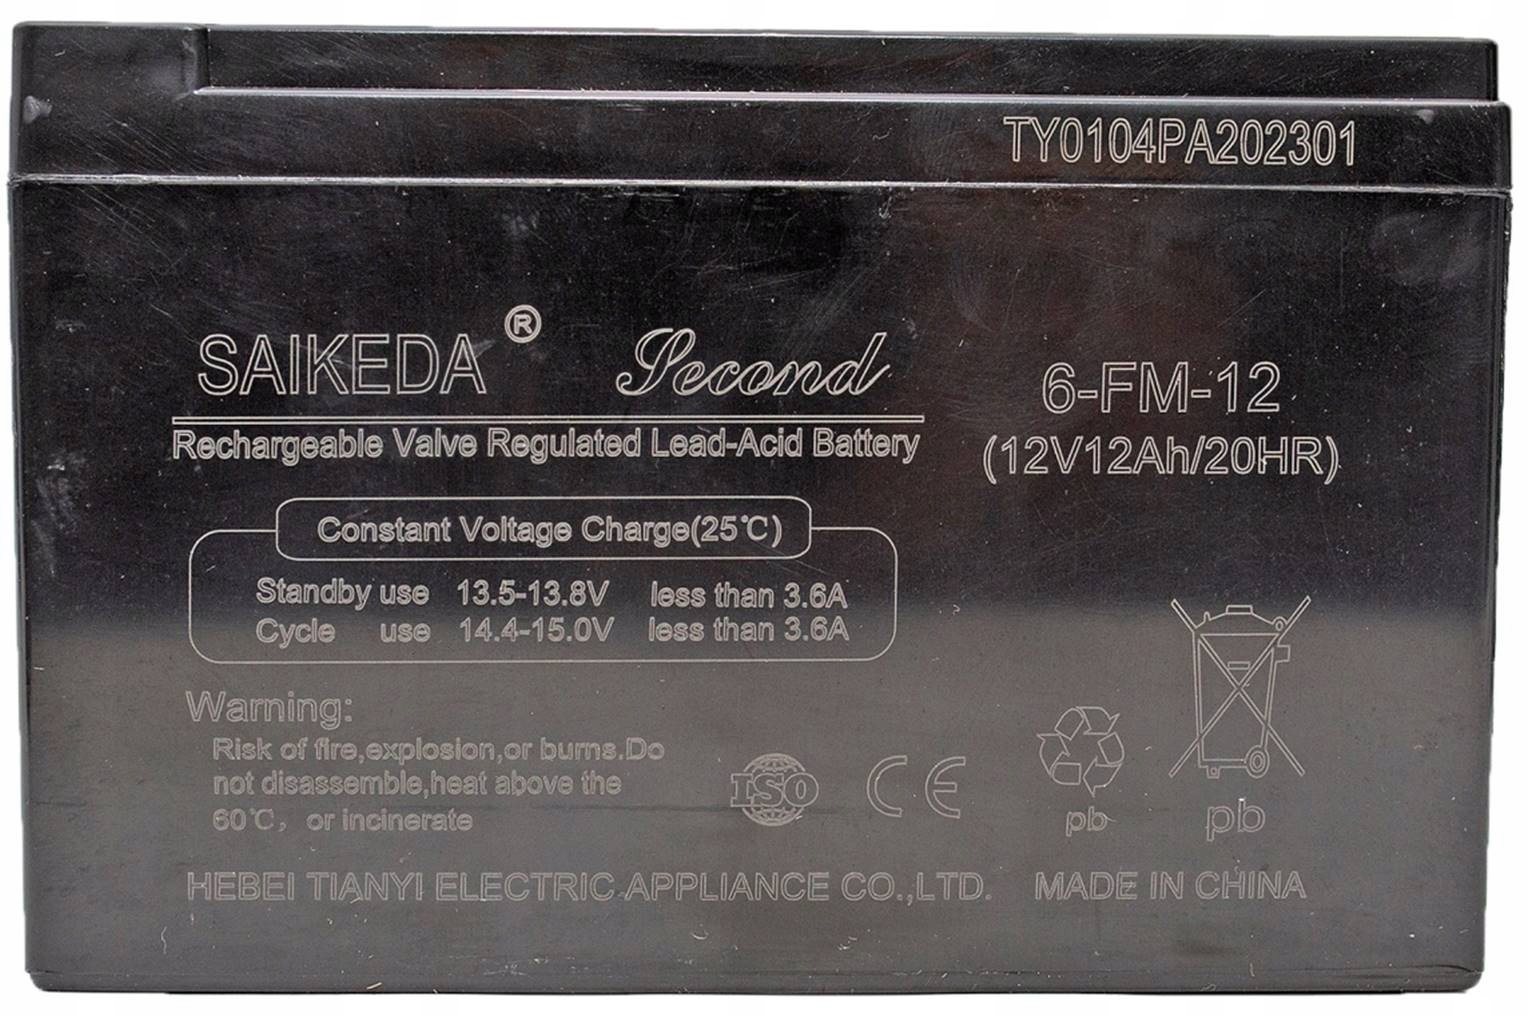 TY0104PA202301
SAIKEDA® Second
Rechargeable Valve Regulated Lead-Acid Battery
6-FM-12
(12V12Ah/20HR)
Constant Voltage Charge(25℃)
Standby use 13.5-13.8V less than 3.6A
Cycle use 14.4-15.0V less than 3.6A
Warning:
Risk of fire,explosion,or burns.Do
not disassemble,heat above the
60℃, or incinerate
ISO
CE
pb
pb
HEBEI TIANYI ELECTRIC APPLIANCE CO.,LTD. MADE IN CHINA